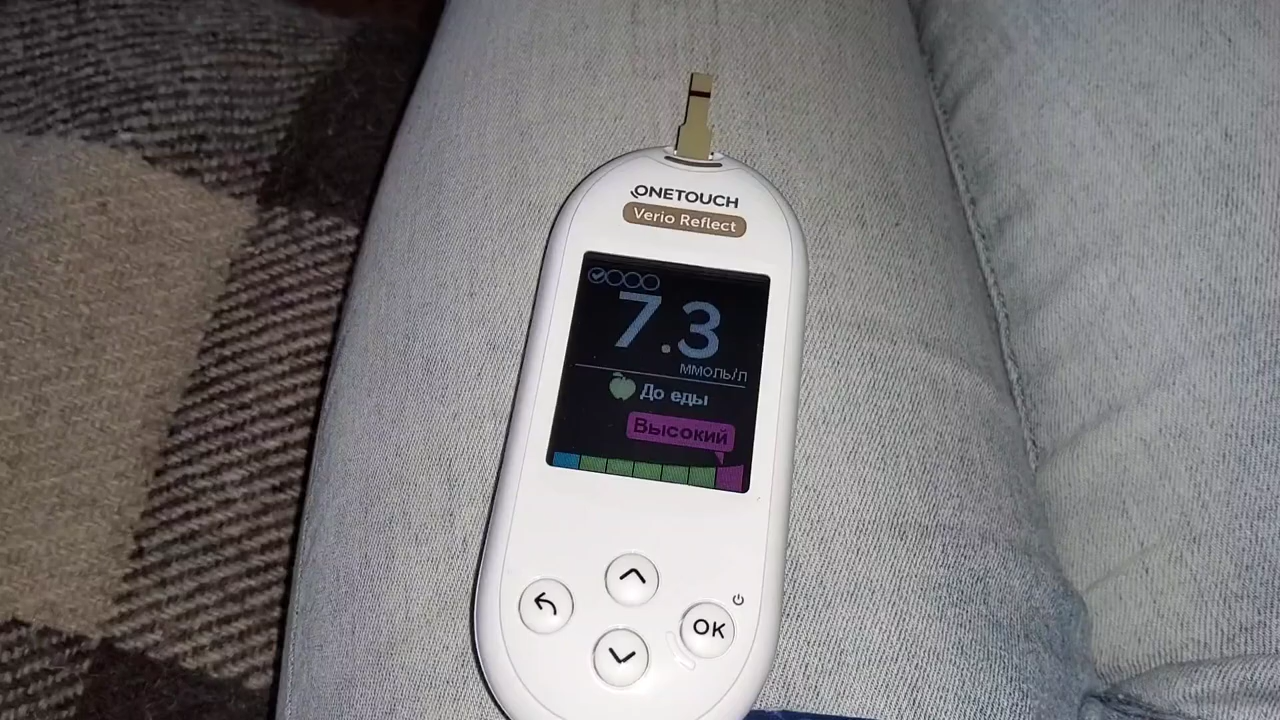 ONETOUCH
Verio Reflect
7.3
ммоль/л
До еды
Высокий
OK